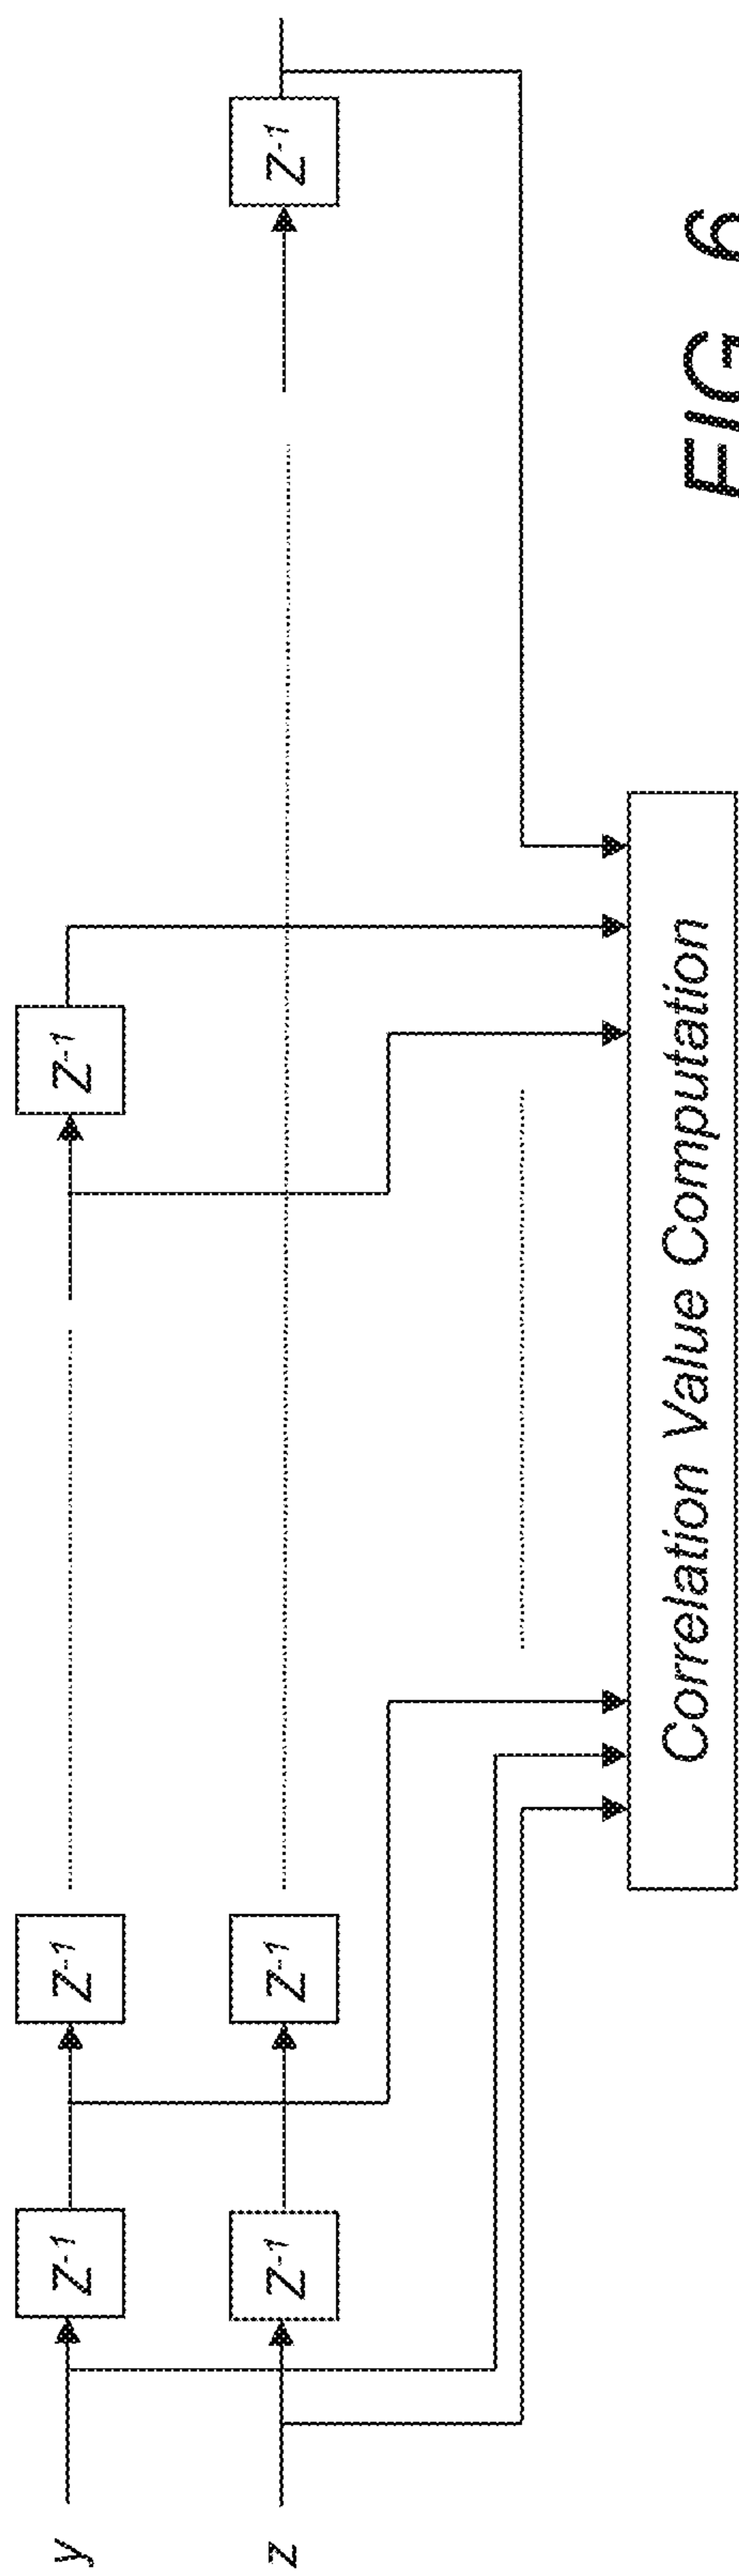 y
Z⁻¹
Z⁻¹
Z⁻¹
z
Z⁻¹
Z⁻¹
Z⁻¹
Correlation Value Computation
FIG 6